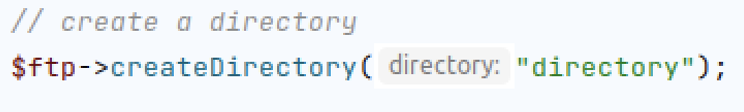 // create a directory
$ftp->createDirectory( directory: "directory");